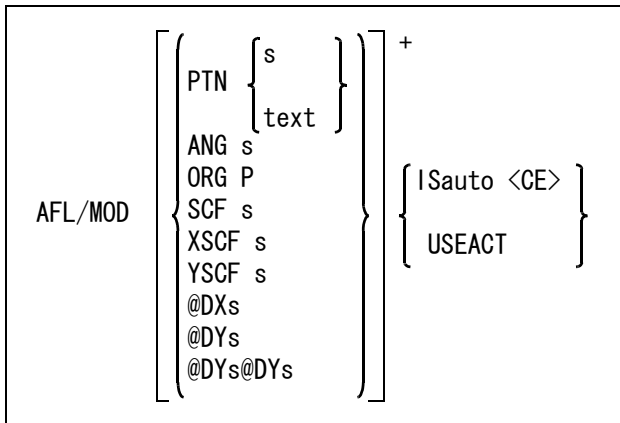 +
s
PTN
text
ANG s
ORG P
AFL/MOD SCF s ISauto <CE>
XSCF s USEACT
YSCF s
@DXs
@DYs
@DYs@DYs